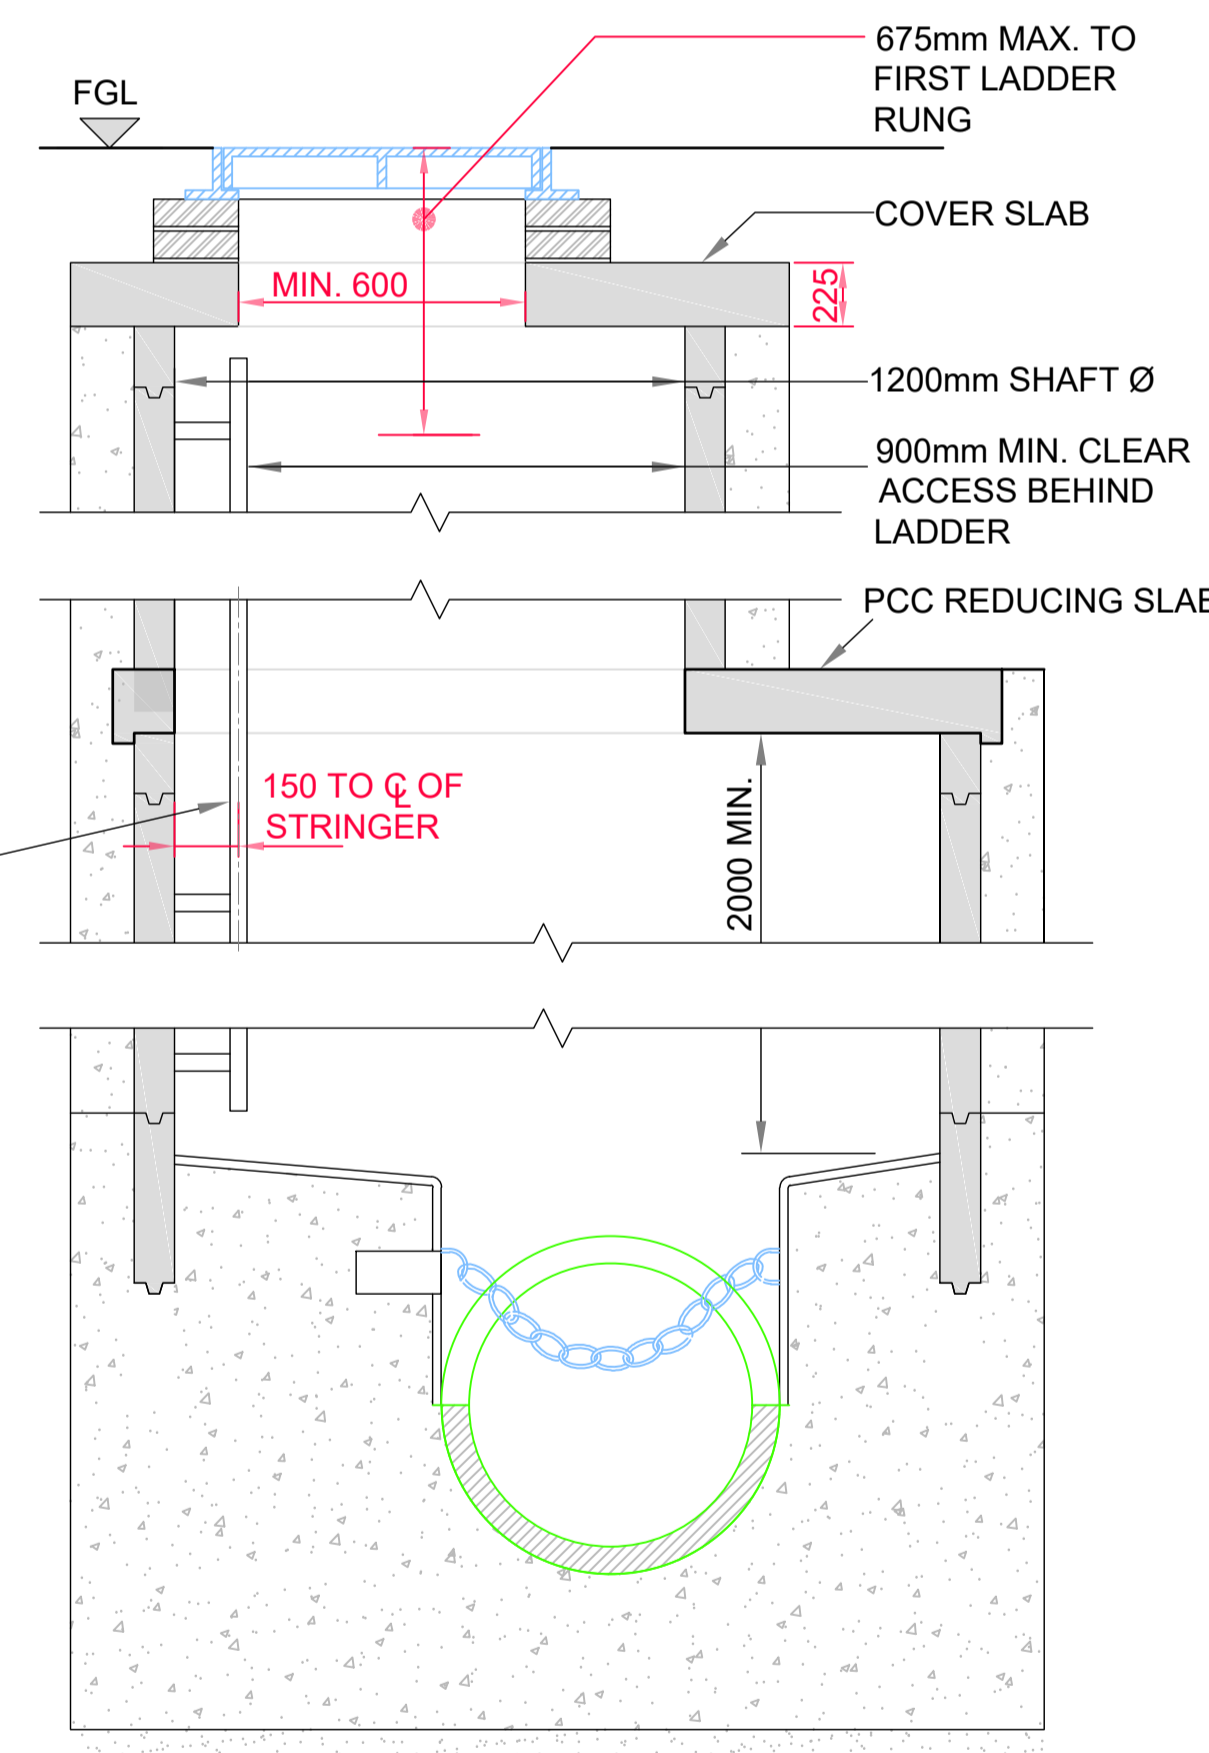 675mm MAX. TO
FIRST LADDER
RUNG
FGL
COVER SLAB
MIN. 600
225
1200mm SHAFT Ø
900mm MIN. CLEAR
ACCESS BEHIND
LADDER
PCC REDUCING SLAB
150 TO ℄ OF
STRINGER
2000 MIN.